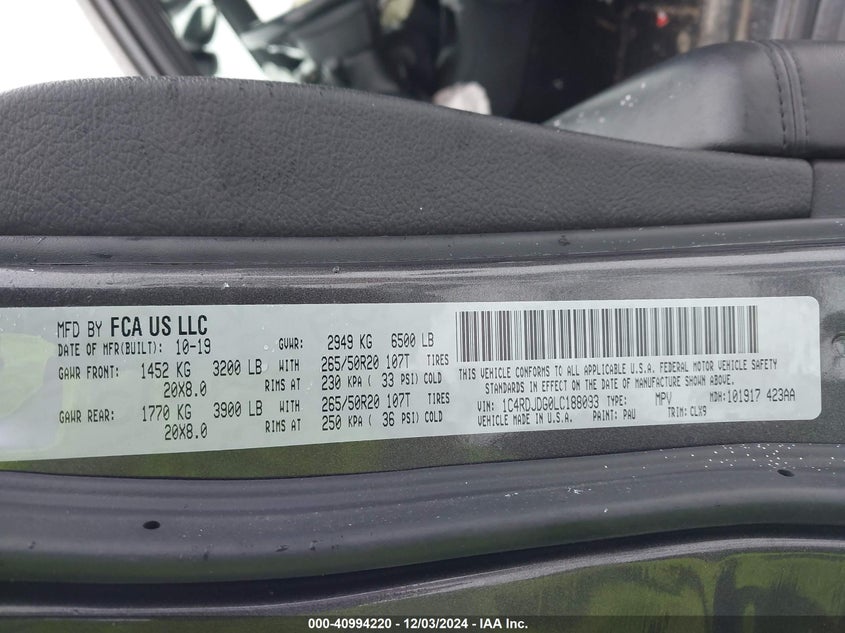 MFD BY FCA US LLC
DATE OF MFR(BUILT): 10-19 GVWR: 2949 KG 6500 LB
GAWR FRONT: 1452 KG 3200 LB WITH 265/50R20 107T TIRES
20X8.0 RIMS AT 230 KPA ( 33 PSI) COLD
GAWR REAR: 1770 KG 3900 LB WITH 265/50R20 107T TIRES
20X8.0 RIMS AT 250 KPA ( 36 PSI) COLD
THIS VEHICLE CONFORMS TO ALL APPLICABLE U.S.A. FEDERAL MOTOR VEHICLE SAFETY
STANDARDS IN EFFECT ON THE DATE OF MANUFACTURE SHOWN ABOVE.
VIN: 1C4RDJDG0LC188093 TYPE: MPV MDH: 101917 423AA
VEHICLE MADE IN U.S.A. PAINT: PAU TRIM: CLX9
000-40994220 - 12/03/2024 - IAA Inc.